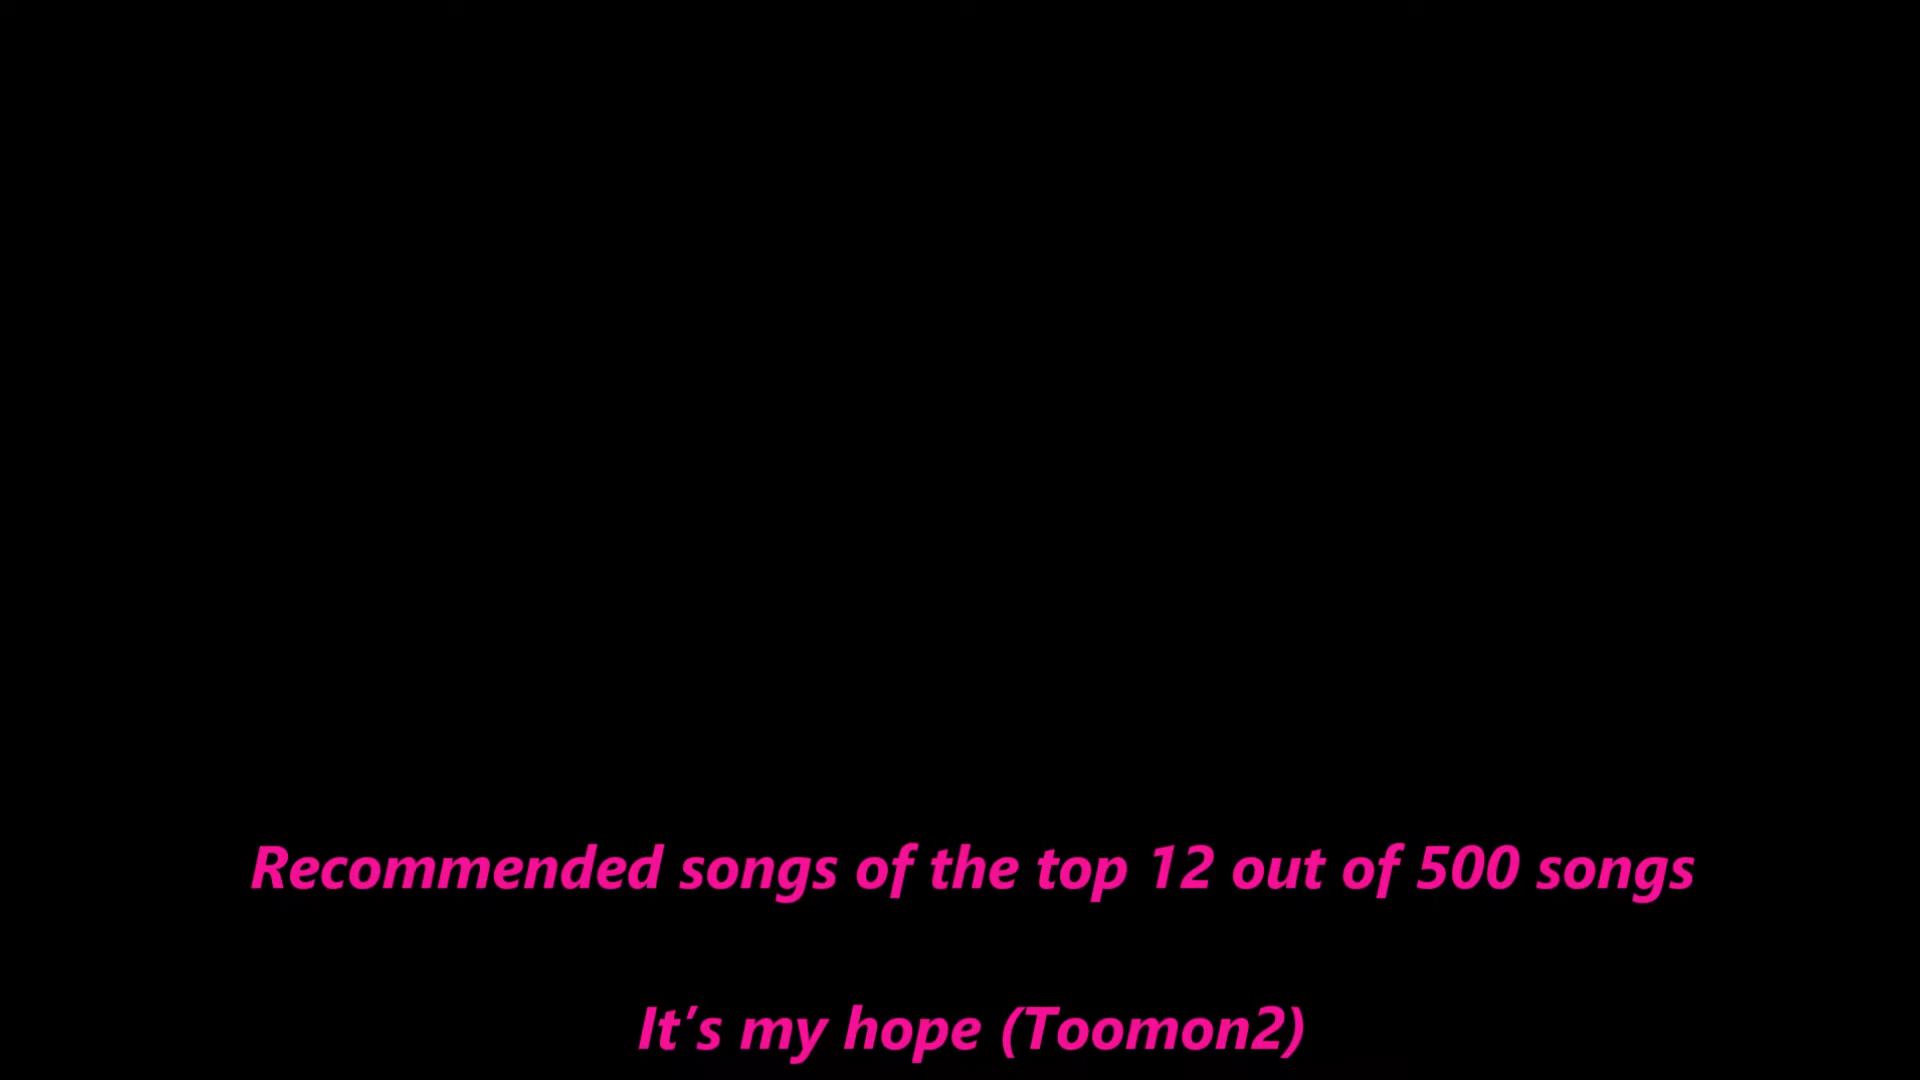 Recommended songs of the top 12 out of 500 songs
It’s my hope (Toomon2)